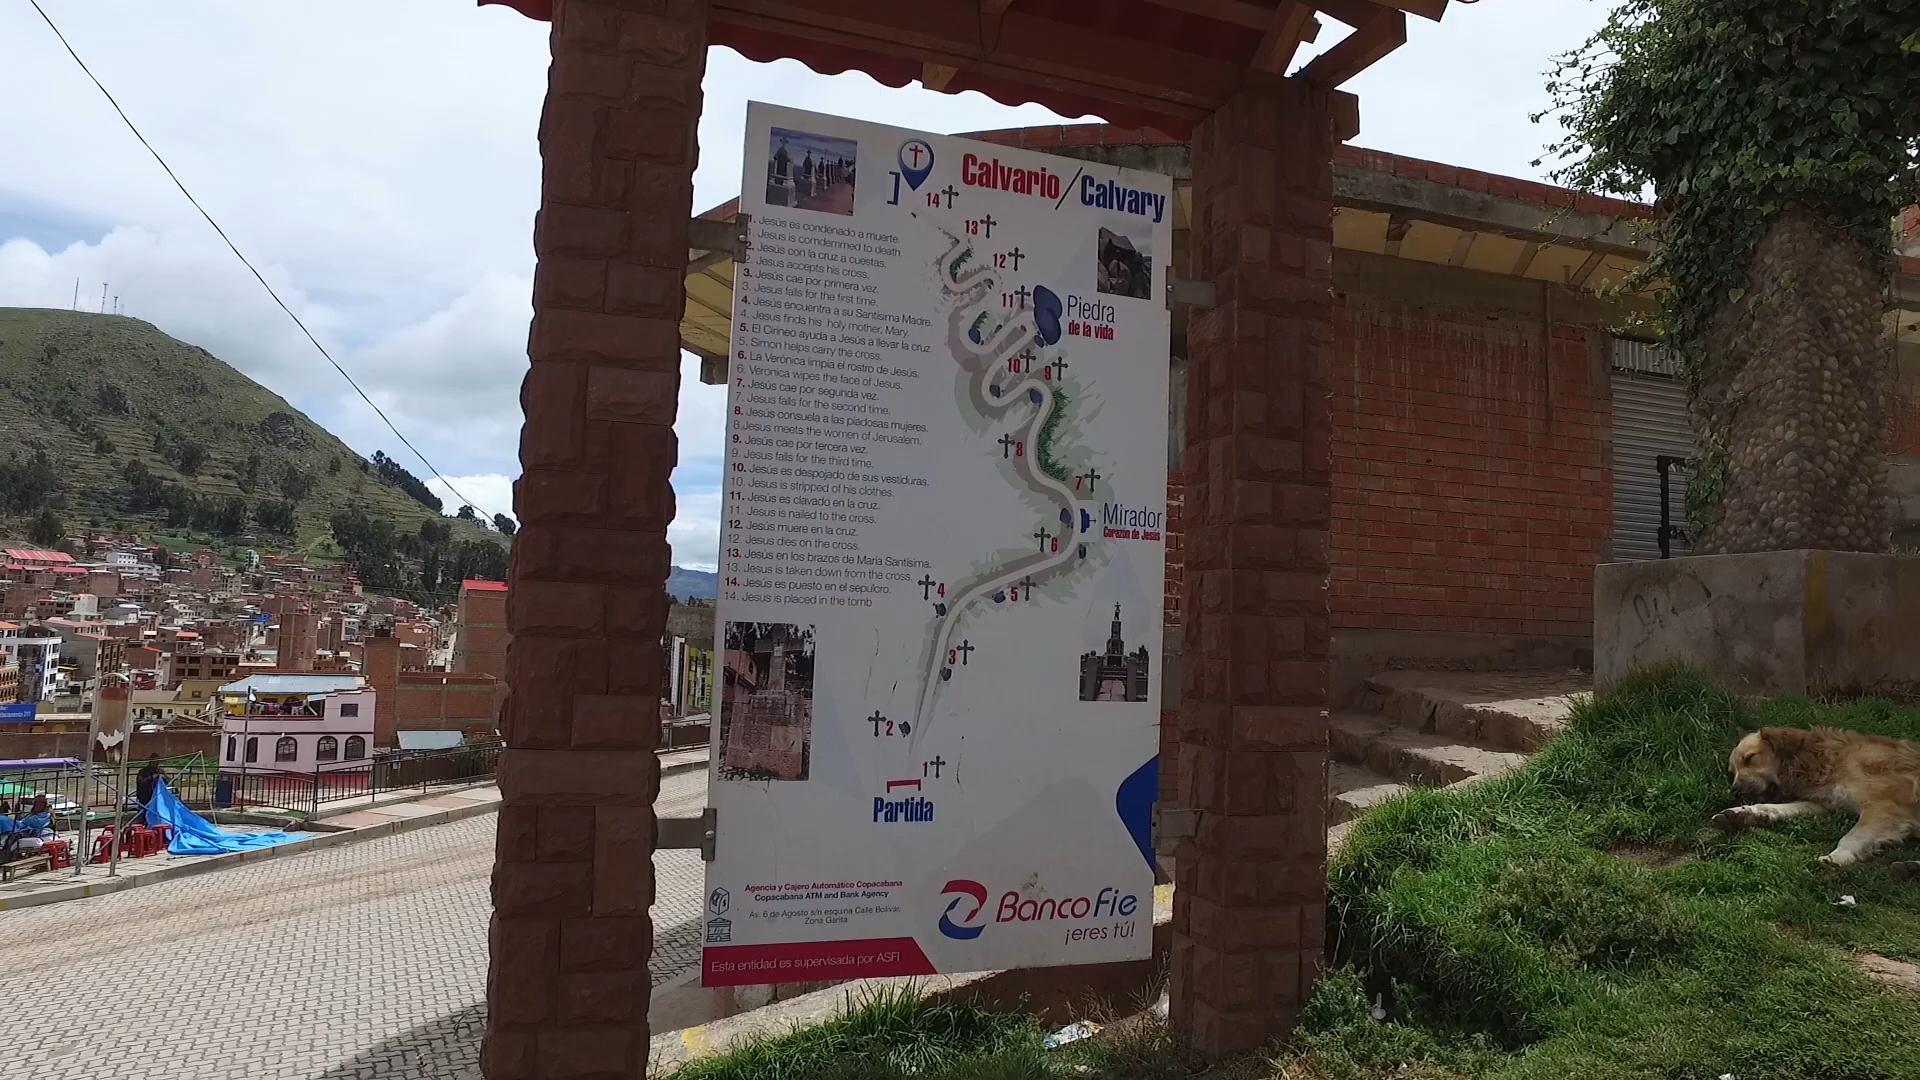 Calvario/Calvary
1. Jesús es condenado a muerte.
1. Jesus is comdemmed to death.
2. Jesús con la cruz a cuestas.
2. Jesus accepts his cross.
3. Jesús cae por primera vez.
3. Jesus falls for the first time.
4. Jesús encuentra a su Santísima Madre.
4. Jesus finds his holy mother, Mary.
5. El Cirineo ayuda a Jesús a llevar la cruz.
5. Simon helps carry the cross.
6. La Verónica limpia el rostro de Jesús.
6. Veronica wipes the face of Jesus.
7. Jesús cae por segunda vez.
7. Jesus falls for the second time.
8. Jesús consuela a las piadosas mujeres.
8. Jesus meets the women of Jerusalem.
9. Jesús cae por tercera vez.
9. Jesus falls for the third time.
10. Jesús es despojado de sus vestiduras.
10. Jesus is stripped of his clothes.
11. Jesús es clavado en la cruz.
11. Jesus is nailed to the cross.
12. Jesús muere en la cruz.
12. Jesus dies on the cross.
13. Jesús en los brazos de María Santísima.
13. Jesus is taken down from the cross.
14. Jesús es puesto en el sepulcro.
14. Jesus is placed in the tomb
14
13
12
11
Piedra
de la vida
10
9
8
7
Mirador
Corazón de Jesús
6
5
4
3
2
1
Partida
Agencia y Cajero Automático Copacabana
Copacabana ATM and Bank Agency
Av. 6 de Agosto s/n esquina Calle Bolívar,
Zona Garita
BancoFie
¡eres tú!
Esta entidad es supervisada por ASFI